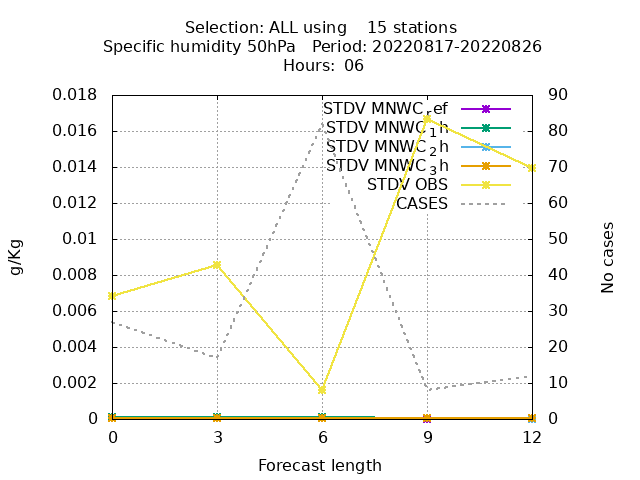 Selection: ALL using 15 stations
Specific humidity 50hPa Period: 20220817-20220826
Hours: 06
0.018
0.016
0.014
0.012
0.01
0.008
0.006
0.004
0.002
0
g/Kg
90
80
70
60
50
40
30
20
10
0
No cases
STDV MNWC_ref
STDV MNWC_1h
STDV MNWC_2h
STDV MNWC_3h
STDV OBS
CASES
0 3 6 9 12
Forecast length